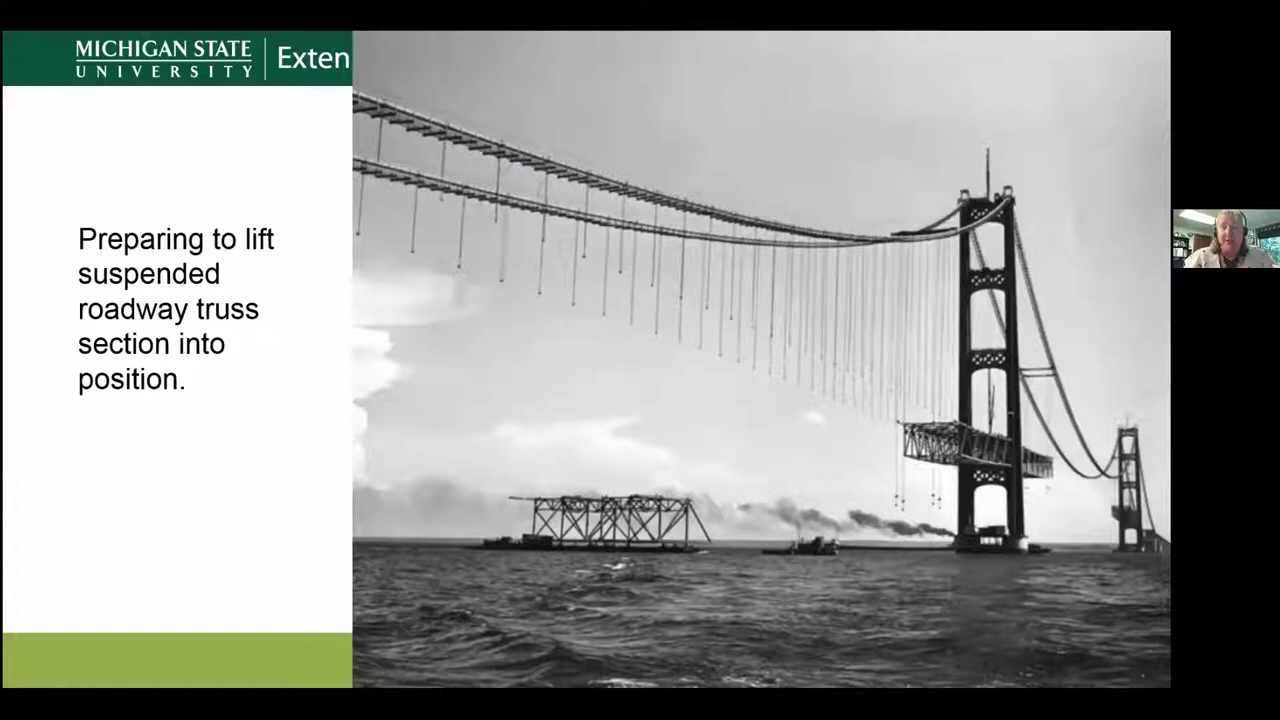 MICHIGAN STATE
UNIVERSITY
Exten
Preparing to lift
suspended
roadway truss
section into
position.